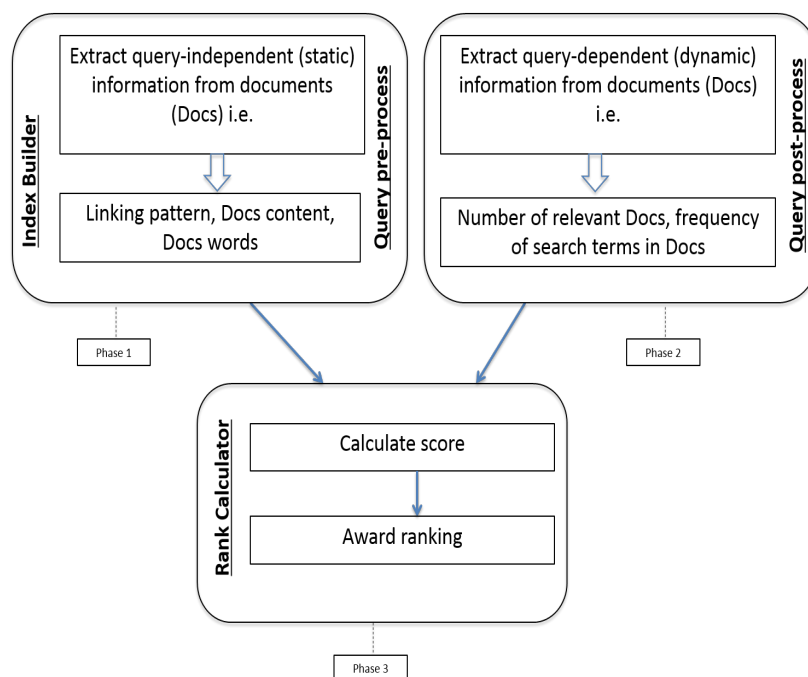 Index Builder
Extract query-independent (static)
information from documents
(Docs) i.e.
Linking pattern, Docs content,
Docs words
Query pre-process
Phase 1
Extract query-dependent (dynamic)
information from documents (Docs)
i.e.
Number of relevant Docs, frequency
of search terms in Docs
Query post-process
Phase 2
Rank Calculator
Calculate score
Award ranking
Phase 3